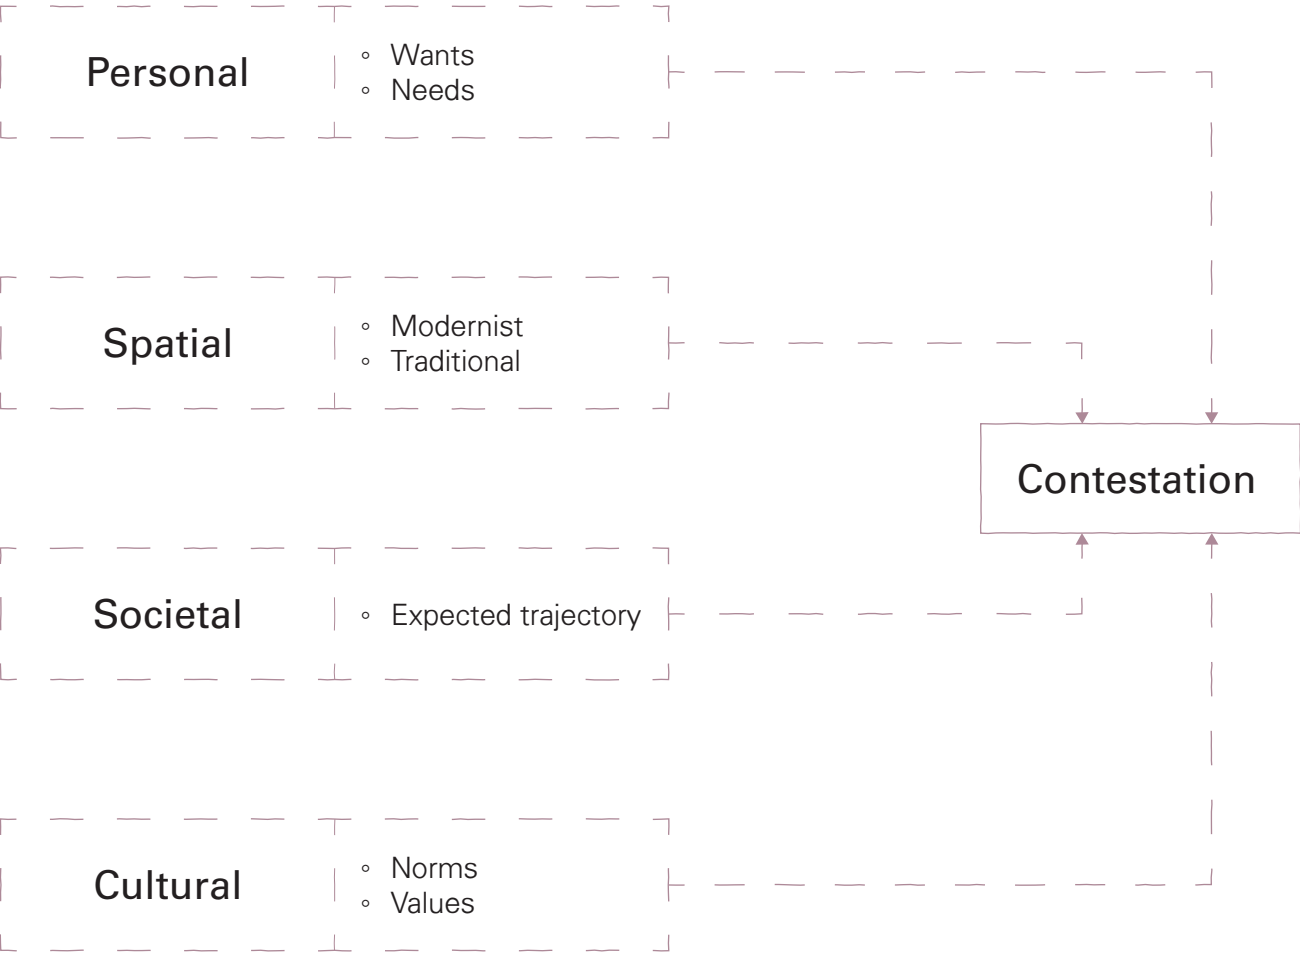 Personal
◦ Wants
◦ Needs
Spatial
◦ Modernist
◦ Traditional
Contestation
Societal
◦ Expected trajectory
Cultural
◦ Norms
◦ Values